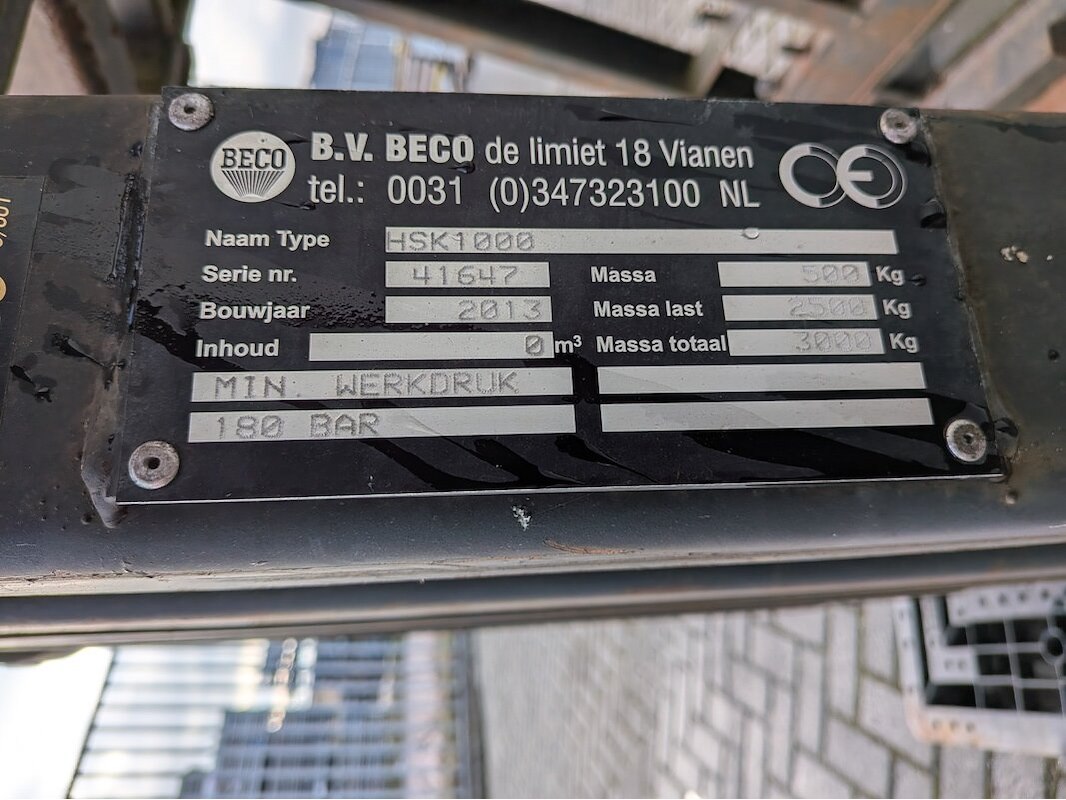 BECO
B.V. BECO de limiet 18 Vianen
tel.: 0031 (0)347323100 NL
CE
Naam Type HSK1000
Serie nr. 41647 Massa 500 Kg
Bouwjaar 2013 Massa last 2500 Kg
Inhoud 0 m³ Massa totaal 3000 Kg
MIN. WERKDRUK
180 BAR